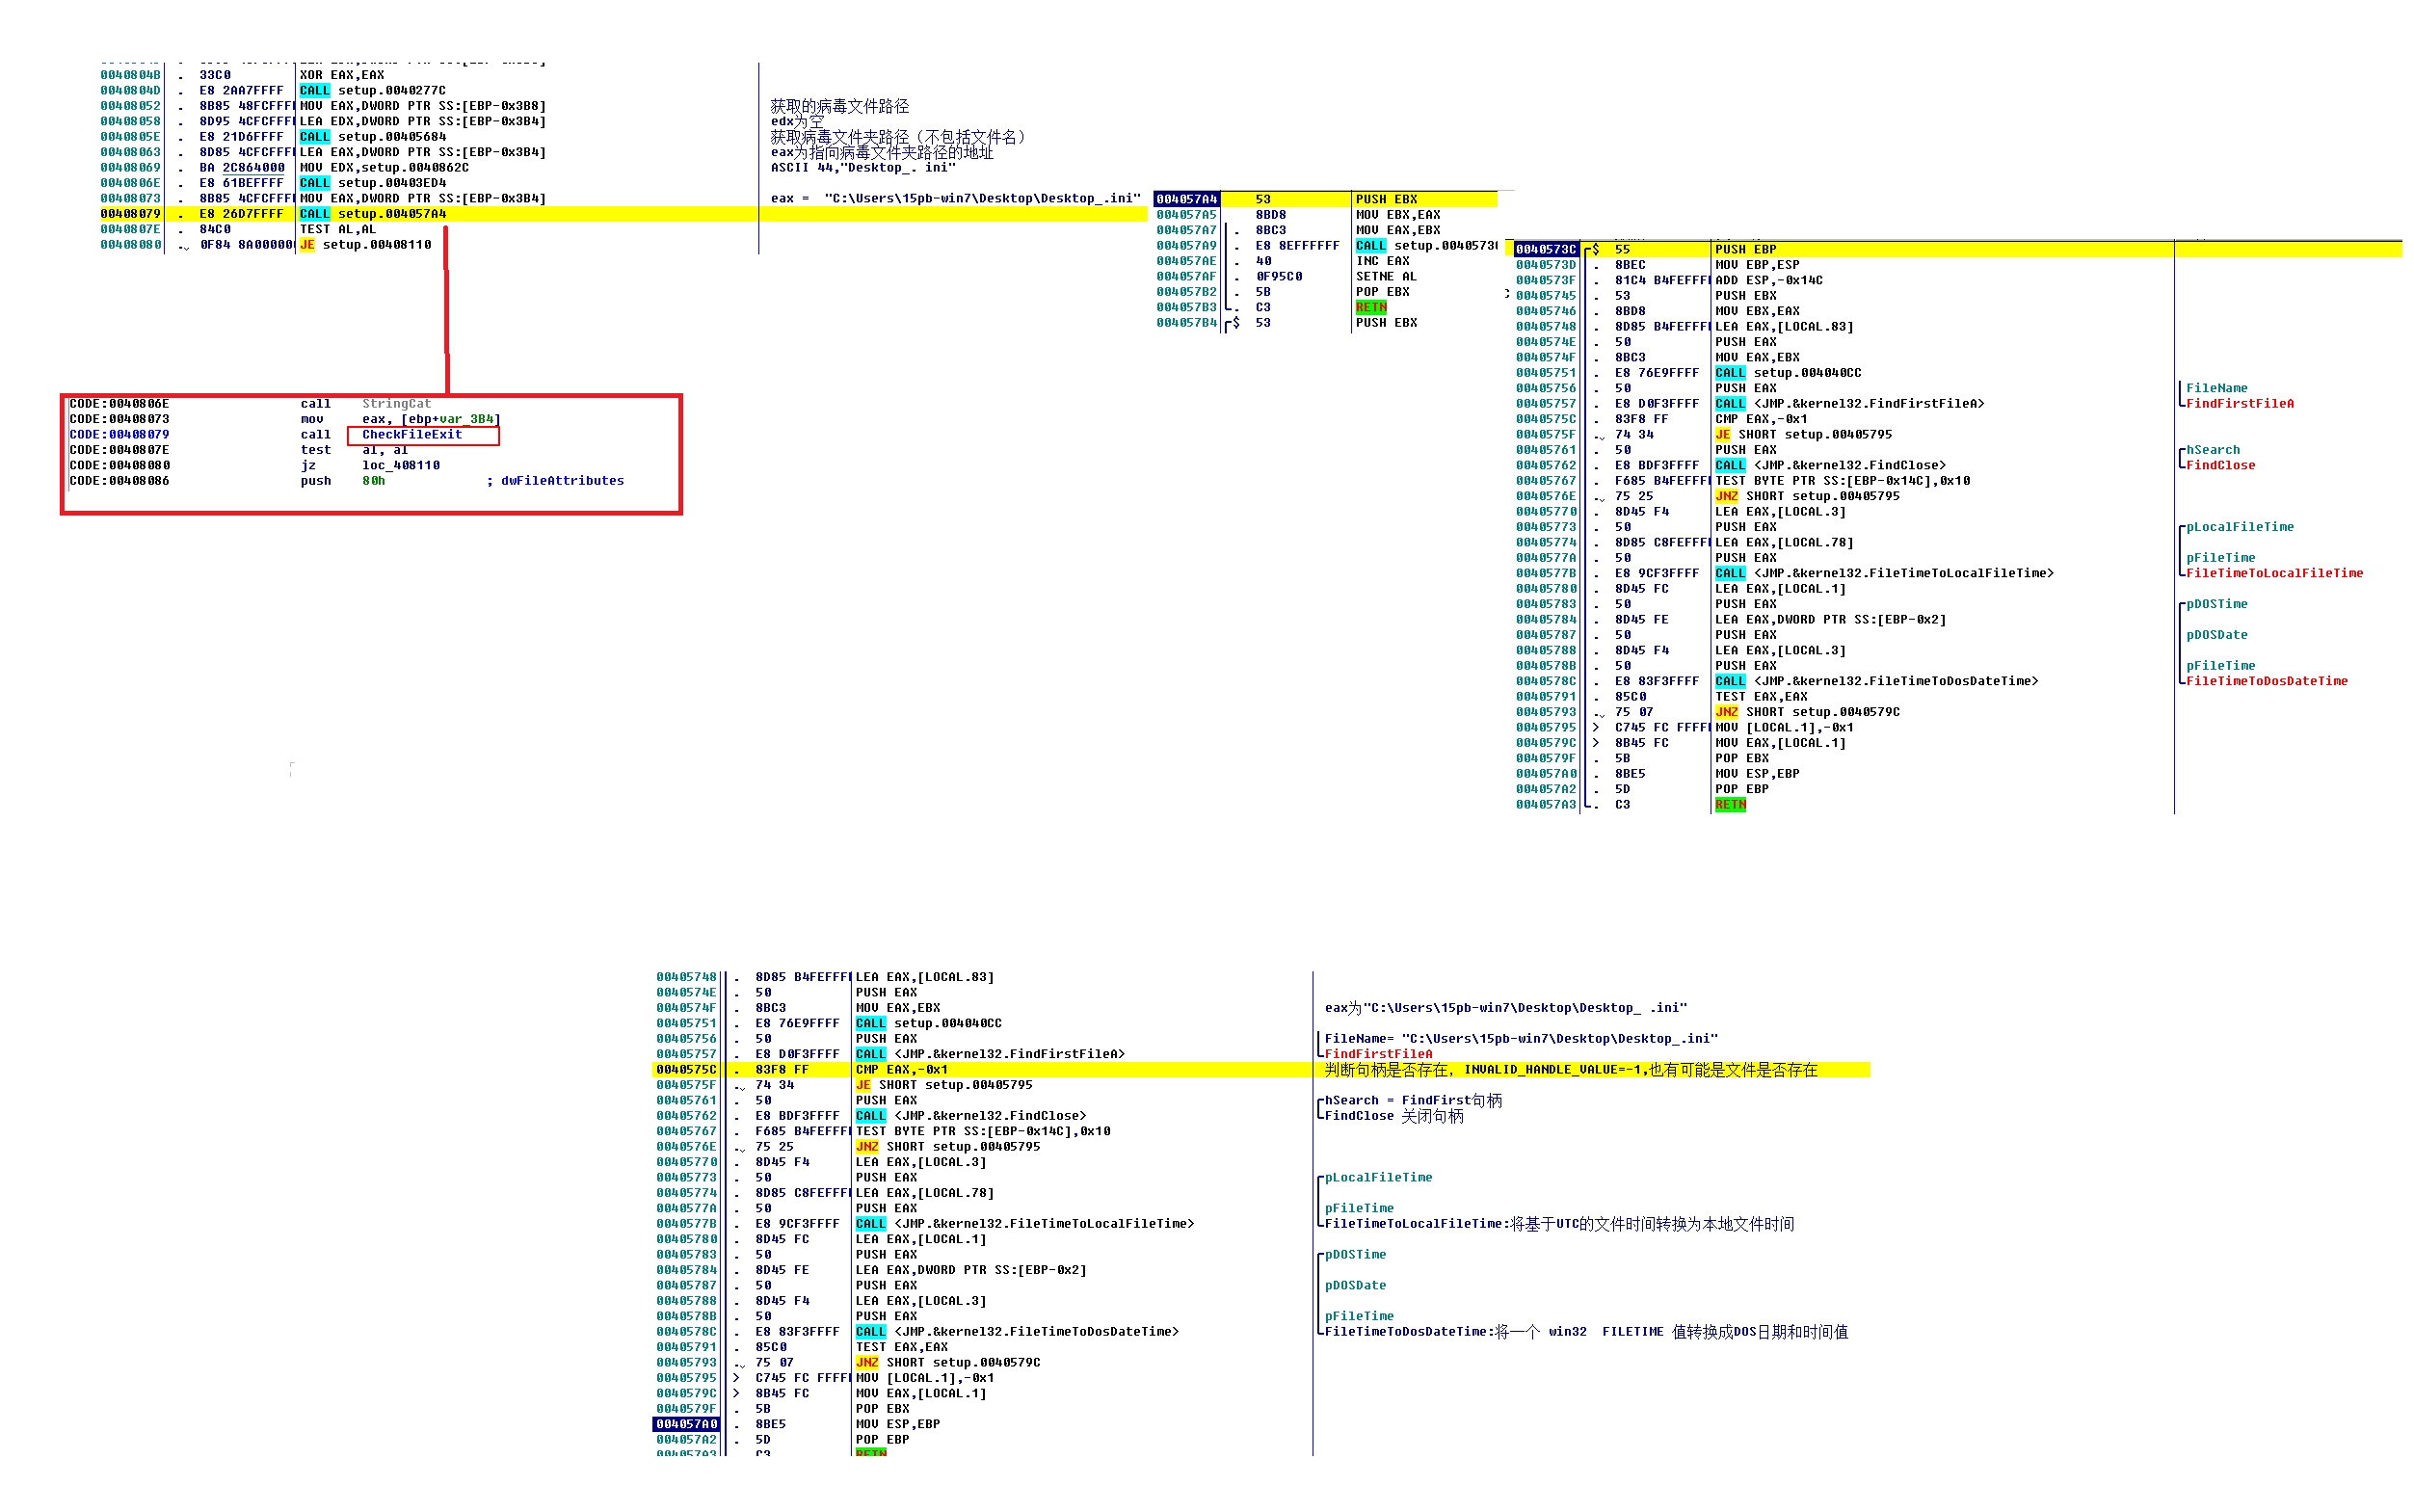 0040804B . 33C0 XOR EAX,EAX
0040804D . E8 2AA7FFFF CALL setup.0040277C
00408052 . 8B85 48FCFFF MOV EAX,DWORD PTR SS:[EBP-0x3B8] 获取的病毒文件路径
00408058 . 8D95 4CFCFFF LEA EDX,DWORD PTR SS:[EBP-0x3B4] edx为空
0040805E . E8 21D6FFFF CALL setup.00405684 获取病毒文件夹路径（不包括文件名）
00408063 . 8D85 4CFCFFF LEA EAX,DWORD PTR SS:[EBP-0x3B4] eax为指向病毒文件夹路径的地址
00408069 . BA 2C864000 MOV EDX,setup.0040862C ASCII 44,"Desktop_. ini"
0040806E . E8 61BEFFFF CALL setup.00403ED4
00408073 . 8B85 4CFCFFF MOV EAX,DWORD PTR SS:[EBP-0x3B4] eax = "C:\Users\15pb-win7\Desktop\Desktop_.ini"
00408079 . E8 26D7FFFF CALL setup.004057A4
0040807E . 84C0 TEST AL,AL
00408080 . 0F84 8A00000 JE setup.00408110
004057A4 53 PUSH EBX
004057A5 8BD8 MOV EBX,EAX
004057A7 . 8BC3 MOV EAX,EBX
004057A9 . E8 8EFFFFFF CALL setup.0040573
004057AE . 40 INC EAX
004057AF . 0F95C0 SETNE AL
004057B2 . 5B POP EBX
004057B3 . C3 RETN
004057B4 $ 53 PUSH EBX
0040573C $ 55 PUSH EBP
0040573D . 8BEC MOV EBP,ESP
0040573F . 81C4 B4FEFFF ADD ESP,-0x14C
00405745 . 53 PUSH EBX
00405746 . 8BD8 MOV EBX,EAX
00405748 . 8D85 B4FEFFF LEA EAX,[LOCAL.83]
0040574E . 50 PUSH EAX
0040574F . 8BC3 MOV EAX,EBX
00405751 . E8 76E9FFFF CALL setup.004040CC
00405756 . 50 PUSH EAX FileName
00405757 . E8 D0F3FFFF CALL <JMP.&kernel32.FindFirstFileA> FindFirstFileA
0040575C . 83F8 FF CMP EAX,-0x1
0040575F . 74 34 JE SHORT setup.00405795
00405761 . 50 PUSH EAX hSearch
00405762 . E8 BDF3FFFF CALL <JMP.&kernel32.FindClose> FindClose
00405767 . F685 B4FEFFF TEST BYTE PTR SS:[EBP-0x14C],0x10
0040576E . 75 25 JNZ SHORT setup.00405795
00405770 . 8D45 F4 LEA EAX,[LOCAL.3]
00405773 . 50 PUSH EAX pLocalFileTime
00405774 . 8D85 C8FEFFF LEA EAX,[LOCAL.78]
0040577A . 50 PUSH EAX pFileTime
0040577B . E8 9CF3FFFF CALL <JMP.&kernel32.FileTimeToLocalFileTime> FileTimeToLocalFileTime
00405780 . 8D45 FC LEA EAX,[LOCAL.1]
00405783 . 50 PUSH EAX pDOSTime
00405784 . 8D45 FE LEA EAX,DWORD PTR SS:[EBP-0x2]
00405787 . 50 PUSH EAX pDOSDate
00405788 . 8D45 F4 LEA EAX,[LOCAL.3]
0040578B . 50 PUSH EAX pFileTime
0040578C . E8 83F3FFFF CALL <JMP.&kernel32.FileTimeToDosDateTime> FileTimeToDosDateTime
00405791 . 85C0 TEST EAX,EAX
00405793 . 75 07 JNZ SHORT setup.0040579C
00405795 > C745 FC FFFF MOV [LOCAL.1],-0x1
0040579C > 8B45 FC MOV EAX,[LOCAL.1]
0040579F . 5B POP EBX
004057A0 . 8BE5 MOV ESP,EBP
004057A2 . 5D POP EBP
004057A3 . C3 RETN
CODE:0040806E call StringCat
CODE:00408073 mov eax, [ebp+var_3B4]
CODE:00408079 call CheckFileExit
CODE:0040807E test al, al
CODE:00408080 jz loc_408110
CODE:00408086 push 80h ; dwFileAttributes
00405748 . 8D85 B4FEFFF LEA EAX,[LOCAL.83]
0040574E . 50 PUSH EAX
0040574F . 8BC3 MOV EAX,EBX eax为"C:\Users\15pb-win7\Desktop\Desktop_ .ini"
00405751 . E8 76E9FFFF CALL setup.004040CC
00405756 . 50 PUSH EAX FileName= "C:\Users\15pb-win7\Desktop\Desktop_.ini"
00405757 . E8 D0F3FFFF CALL <JMP.&kernel32.FindFirstFileA> FindFirstFileA
0040575C . 83F8 FF CMP EAX,-0x1 判断句柄是否存在, INVALID_HANDLE_VALUE=-1,也有可能是文件是否存在
0040575F . 74 34 JE SHORT setup.00405795
00405761 . 50 PUSH EAX hSearch = FindFirst句柄
00405762 . E8 BDF3FFFF CALL <JMP.&kernel32.FindClose> FindClose 关闭句柄
00405767 . F685 B4FEFFF TEST BYTE PTR SS:[EBP-0x14C],0x10
0040576E . 75 25 JNZ SHORT setup.00405795
00405770 . 8D45 F4 LEA EAX,[LOCAL.3]
00405773 . 50 PUSH EAX pLocalFileTime
00405774 . 8D85 C8FEFFF LEA EAX,[LOCAL.78]
0040577A . 50 PUSH EAX pFileTime
0040577B . E8 9CF3FFFF CALL <JMP.&kernel32.FileTimeToLocalFileTime> FileTimeToLocalFileTime:将基于UTC的文件时间转换为本地文件时间
00405780 . 8D45 FC LEA EAX,[LOCAL.1]
00405783 . 50 PUSH EAX pDOSTime
00405784 . 8D45 FE LEA EAX,DWORD PTR SS:[EBP-0x2]
00405787 . 50 PUSH EAX pDOSDate
00405788 . 8D45 F4 LEA EAX,[LOCAL.3]
0040578B . 50 PUSH EAX pFileTime
0040578C . E8 83F3FFFF CALL <JMP.&kernel32.FileTimeToDosDateTime> FileTimeToDosDateTime:将一个 win32 FILETIME 值转换成DOS日期和时间值
00405791 . 85C0 TEST EAX,EAX
00405793 . 75 07 JNZ SHORT setup.0040579C
00405795 > C745 FC FFFF MOV [LOCAL.1],-0x1
0040579C > 8B45 FC MOV EAX,[LOCAL.1]
0040579F . 5B POP EBX
004057A0 . 8BE5 MOV ESP,EBP
004057A2 . 5D POP EBP
004057A3 . C3 RETN